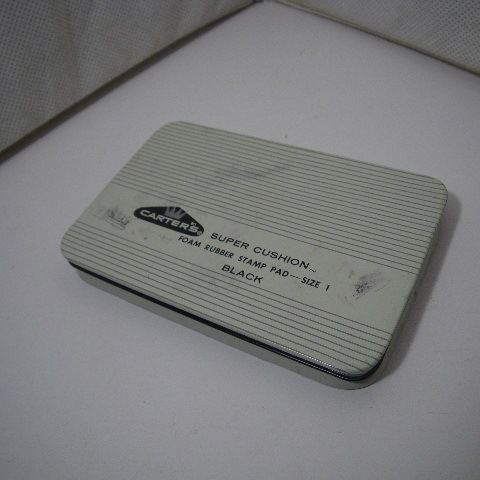 CARTER'S
SUPER CUSHION~
FOAM RUBBER STAMP PAD----SIZE 1
BLACK